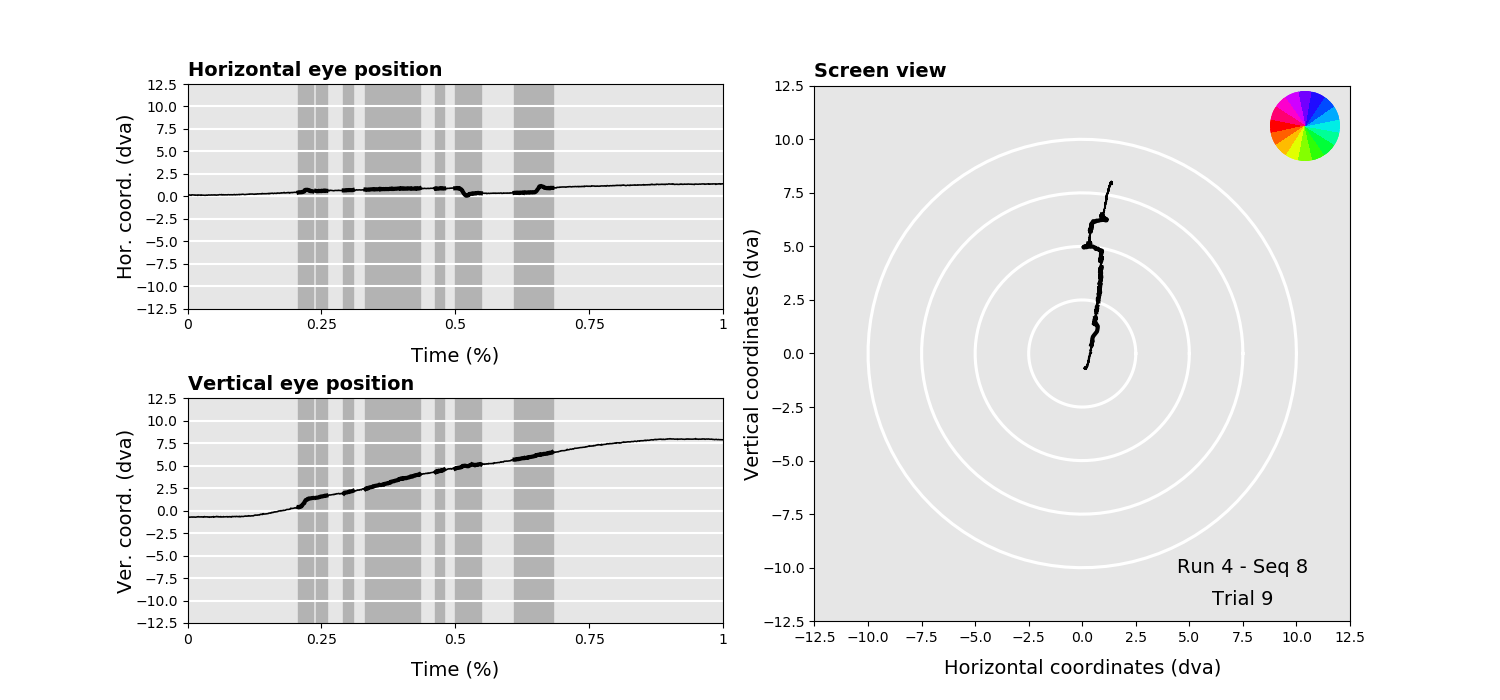 Horizontal eye position
Hor. coord. (dva)
12.5
10.0
7.5
5.0
2.5
0.0
−2.5
−5.0
−7.5
−10.0
−12.5
0 0.25 0.5 0.75 1
Time (%)
Vertical eye position
Ver. coord. (dva)
12.5
10.0
7.5
5.0
2.5
0.0
−2.5
−5.0
−7.5
−10.0
−12.5
0 0.25 0.5 0.75 1
Time (%)
Screen view
Vertical coordinates (dva)
12.5
10.0
7.5
5.0
2.5
0.0
−2.5
−5.0
−7.5
−10.0
−12.5
Run 4 - Seq 8
Trial 9
−12.5 −10.0 −7.5 −5.0 −2.5 0.0 2.5 5.0 7.5 10.0 12.5
Horizontal coordinates (dva)